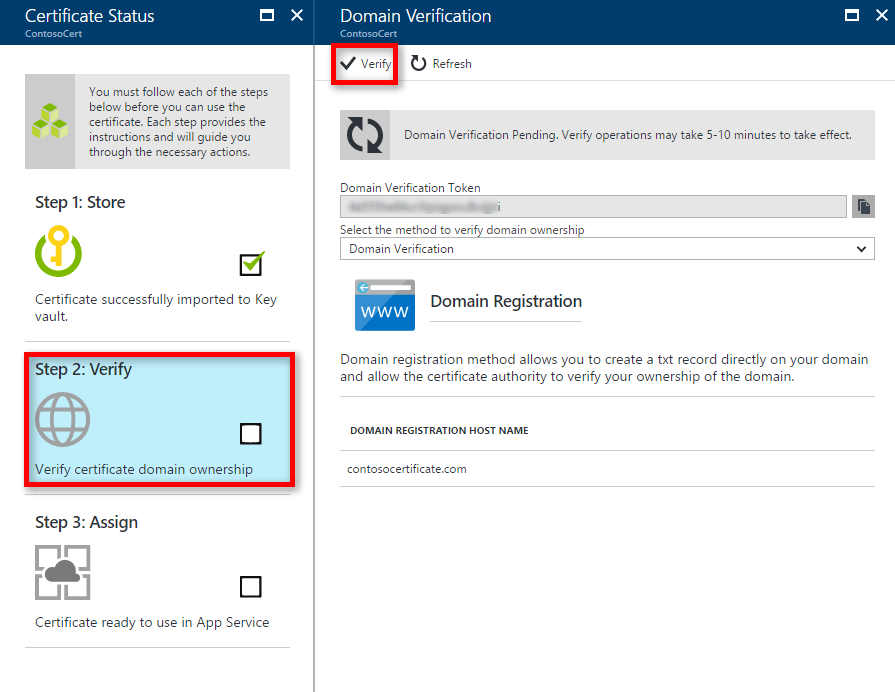 Certificate Status
ContosoCert
You must follow each of the steps
below before you can use the
certificate. Each step provides the
instructions and will guide you
through the necessary actions.
Step 1: Store
Certificate successfully imported to Key
vault.
Step 2: Verify
Verify certificate domain ownership
Step 3: Assign
Certificate ready to use in App Service
Domain Verification
ContosoCert
Verify
Refresh
Domain Verification Pending. Verify operations may take 5-10 minutes to take effect.
Domain Verification Token
Select the method to verify domain ownership
Domain Verification
www
Domain Registration
Domain registration method allows you to create a txt record directly on your domain
and allow the certificate authority to verify your ownership of the domain.
DOMAIN REGISTRATION HOST NAME
contosocertificate.com